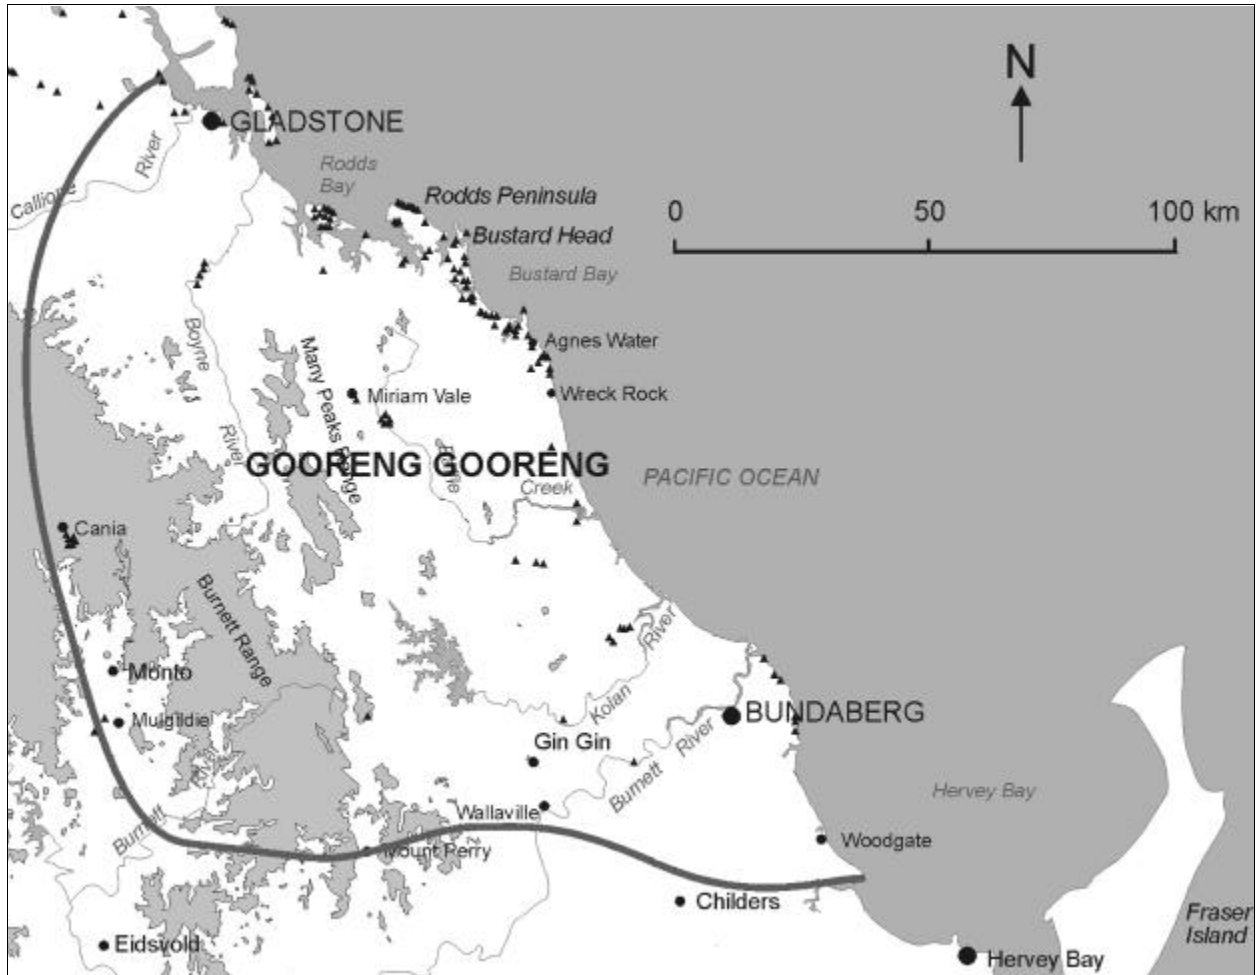 N
GLADSTONE
River
Calliope
Rodds
Bay
Rodds Peninsula
0 50 100 km
Bustard Head
Bustard Bay
Boyne
River
Many Peaks Range
Agnes Water
Miriam Vale
Wreck Rock
GOORENG GOORENG
Creek
PACIFIC OCEAN
Cania
Burnett Range
River
Monto
Kolan
Mulgildie
BUNDABERG
River
Gin Gin
Burnett
Hervey Bay
Wallaville
Burnett
Woodgate
Mount Perry
Childers
Fraser
Island
Eidsvold
Hervey Bay